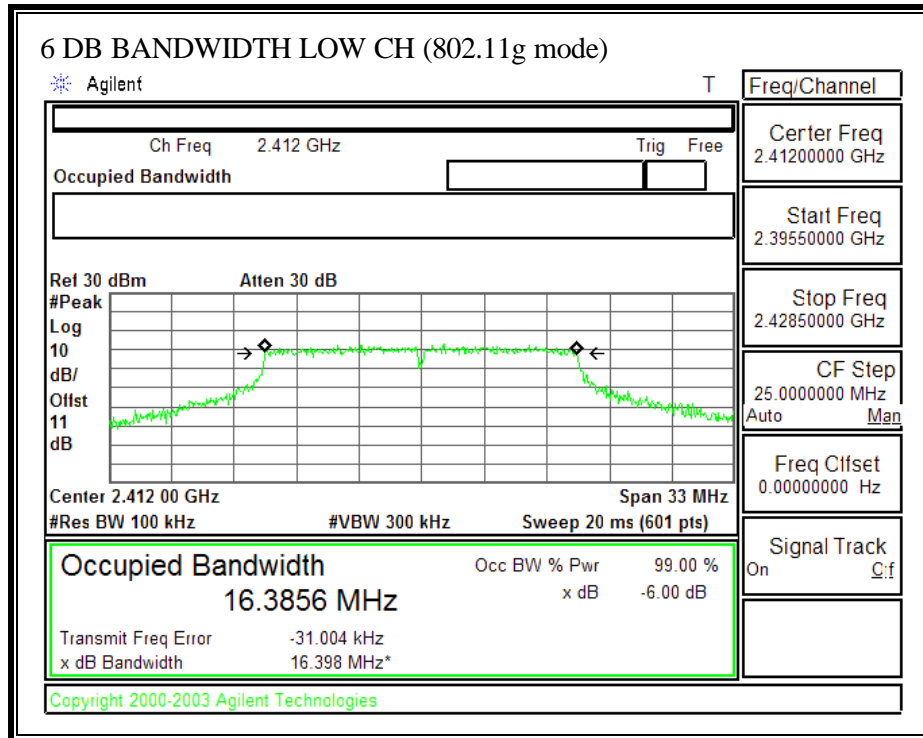 6 DB BANDWIDTH LOW CH (802.11g mode)
Agilent T
Freq/Channel
Ch Freq 2.412 GHz Trig Free
Occupied Bandwidth
Center Freq
2.41200000 GHz
Start Freq
2.39550000 GHz
Stop Freq
2.42850000 GHz
CF Step
25.0000000 MHz
Auto Man
Freq Offset
0.00000000 Hz
Signal Track
On Off
Ref 30 dBm Atten 30 dB
#Peak
Log
10
dB/
Offst
11
dB
Center 2.412 00 GHz Span 33 MHz
#Res BW 100 kHz #VBW 300 kHz Sweep 20 ms (601 pts)
Occupied Bandwidth
16.3856 MHz
Occ BW % Pwr 99.00 %
x dB -6.00 dB
Transmit Freq Error -31.004 kHz
x dB Bandwidth 16.398 MHz*
Copyright 2000-2003 Agilent Technologies